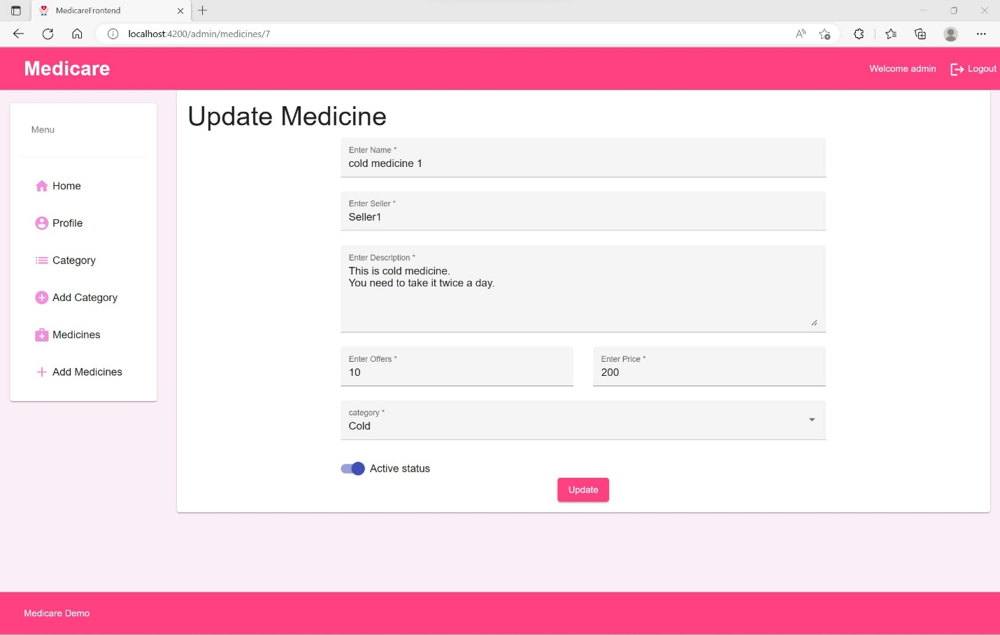 MedicareFrontend
localhost:4200/admin/medicines/7
Medicare
Welcome admin
Logout
Menu
Home
Profile
Category
Add Category
Medicines
Add Medicines
Update Medicine
Enter Name *
cold medicine 1
Enter Seller *
Seller1
Enter Description *
This is cold medicine.
You need to take it twice a day.
Enter Offers *
10
Enter Price *
200
category *
Cold
Active status
Update
Medicare Demo